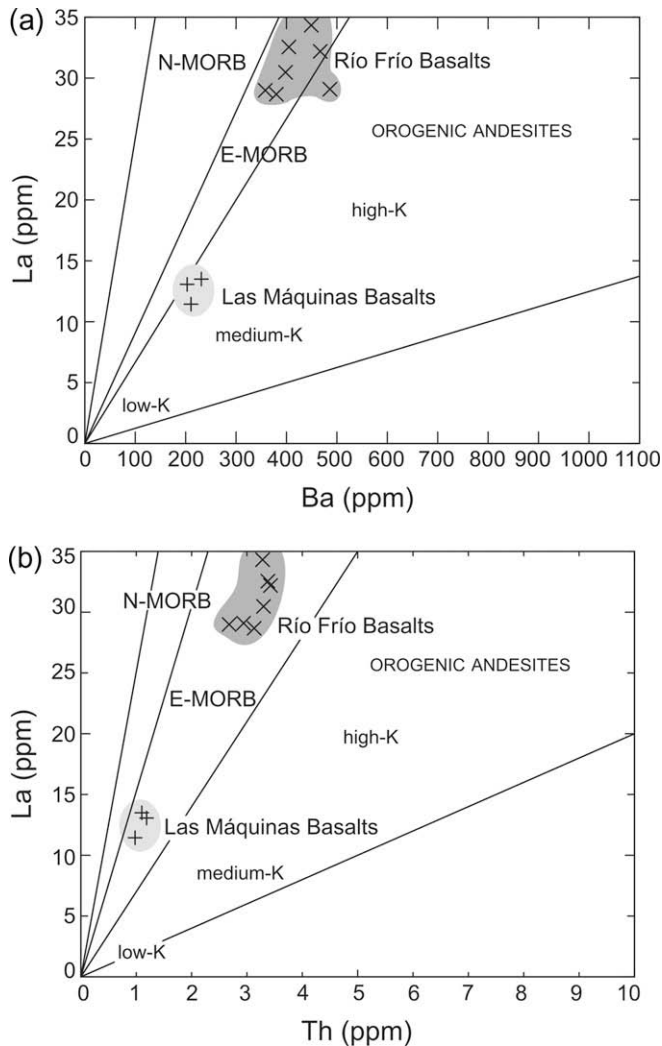 (a)
35
30
25
20
15
10
5
0
La (ppm)
N-MORB
Río Frío Basalts
OROGENIC ANDESITES
E-MORB
high-K
Las Máquinas Basalts
medium-K
low-K
0 100 200 300 400 500 600 700 800 900 1000 1100
Ba (ppm)
(b)
35
30
25
20
15
10
5
0
La (ppm)
N-MORB
Río Frío Basalts
OROGENIC ANDESITES
E-MORB
high-K
Las Máquinas Basalts
medium-K
low-K
0 1 2 3 4 5 6 7 8 9 10
Th (ppm)